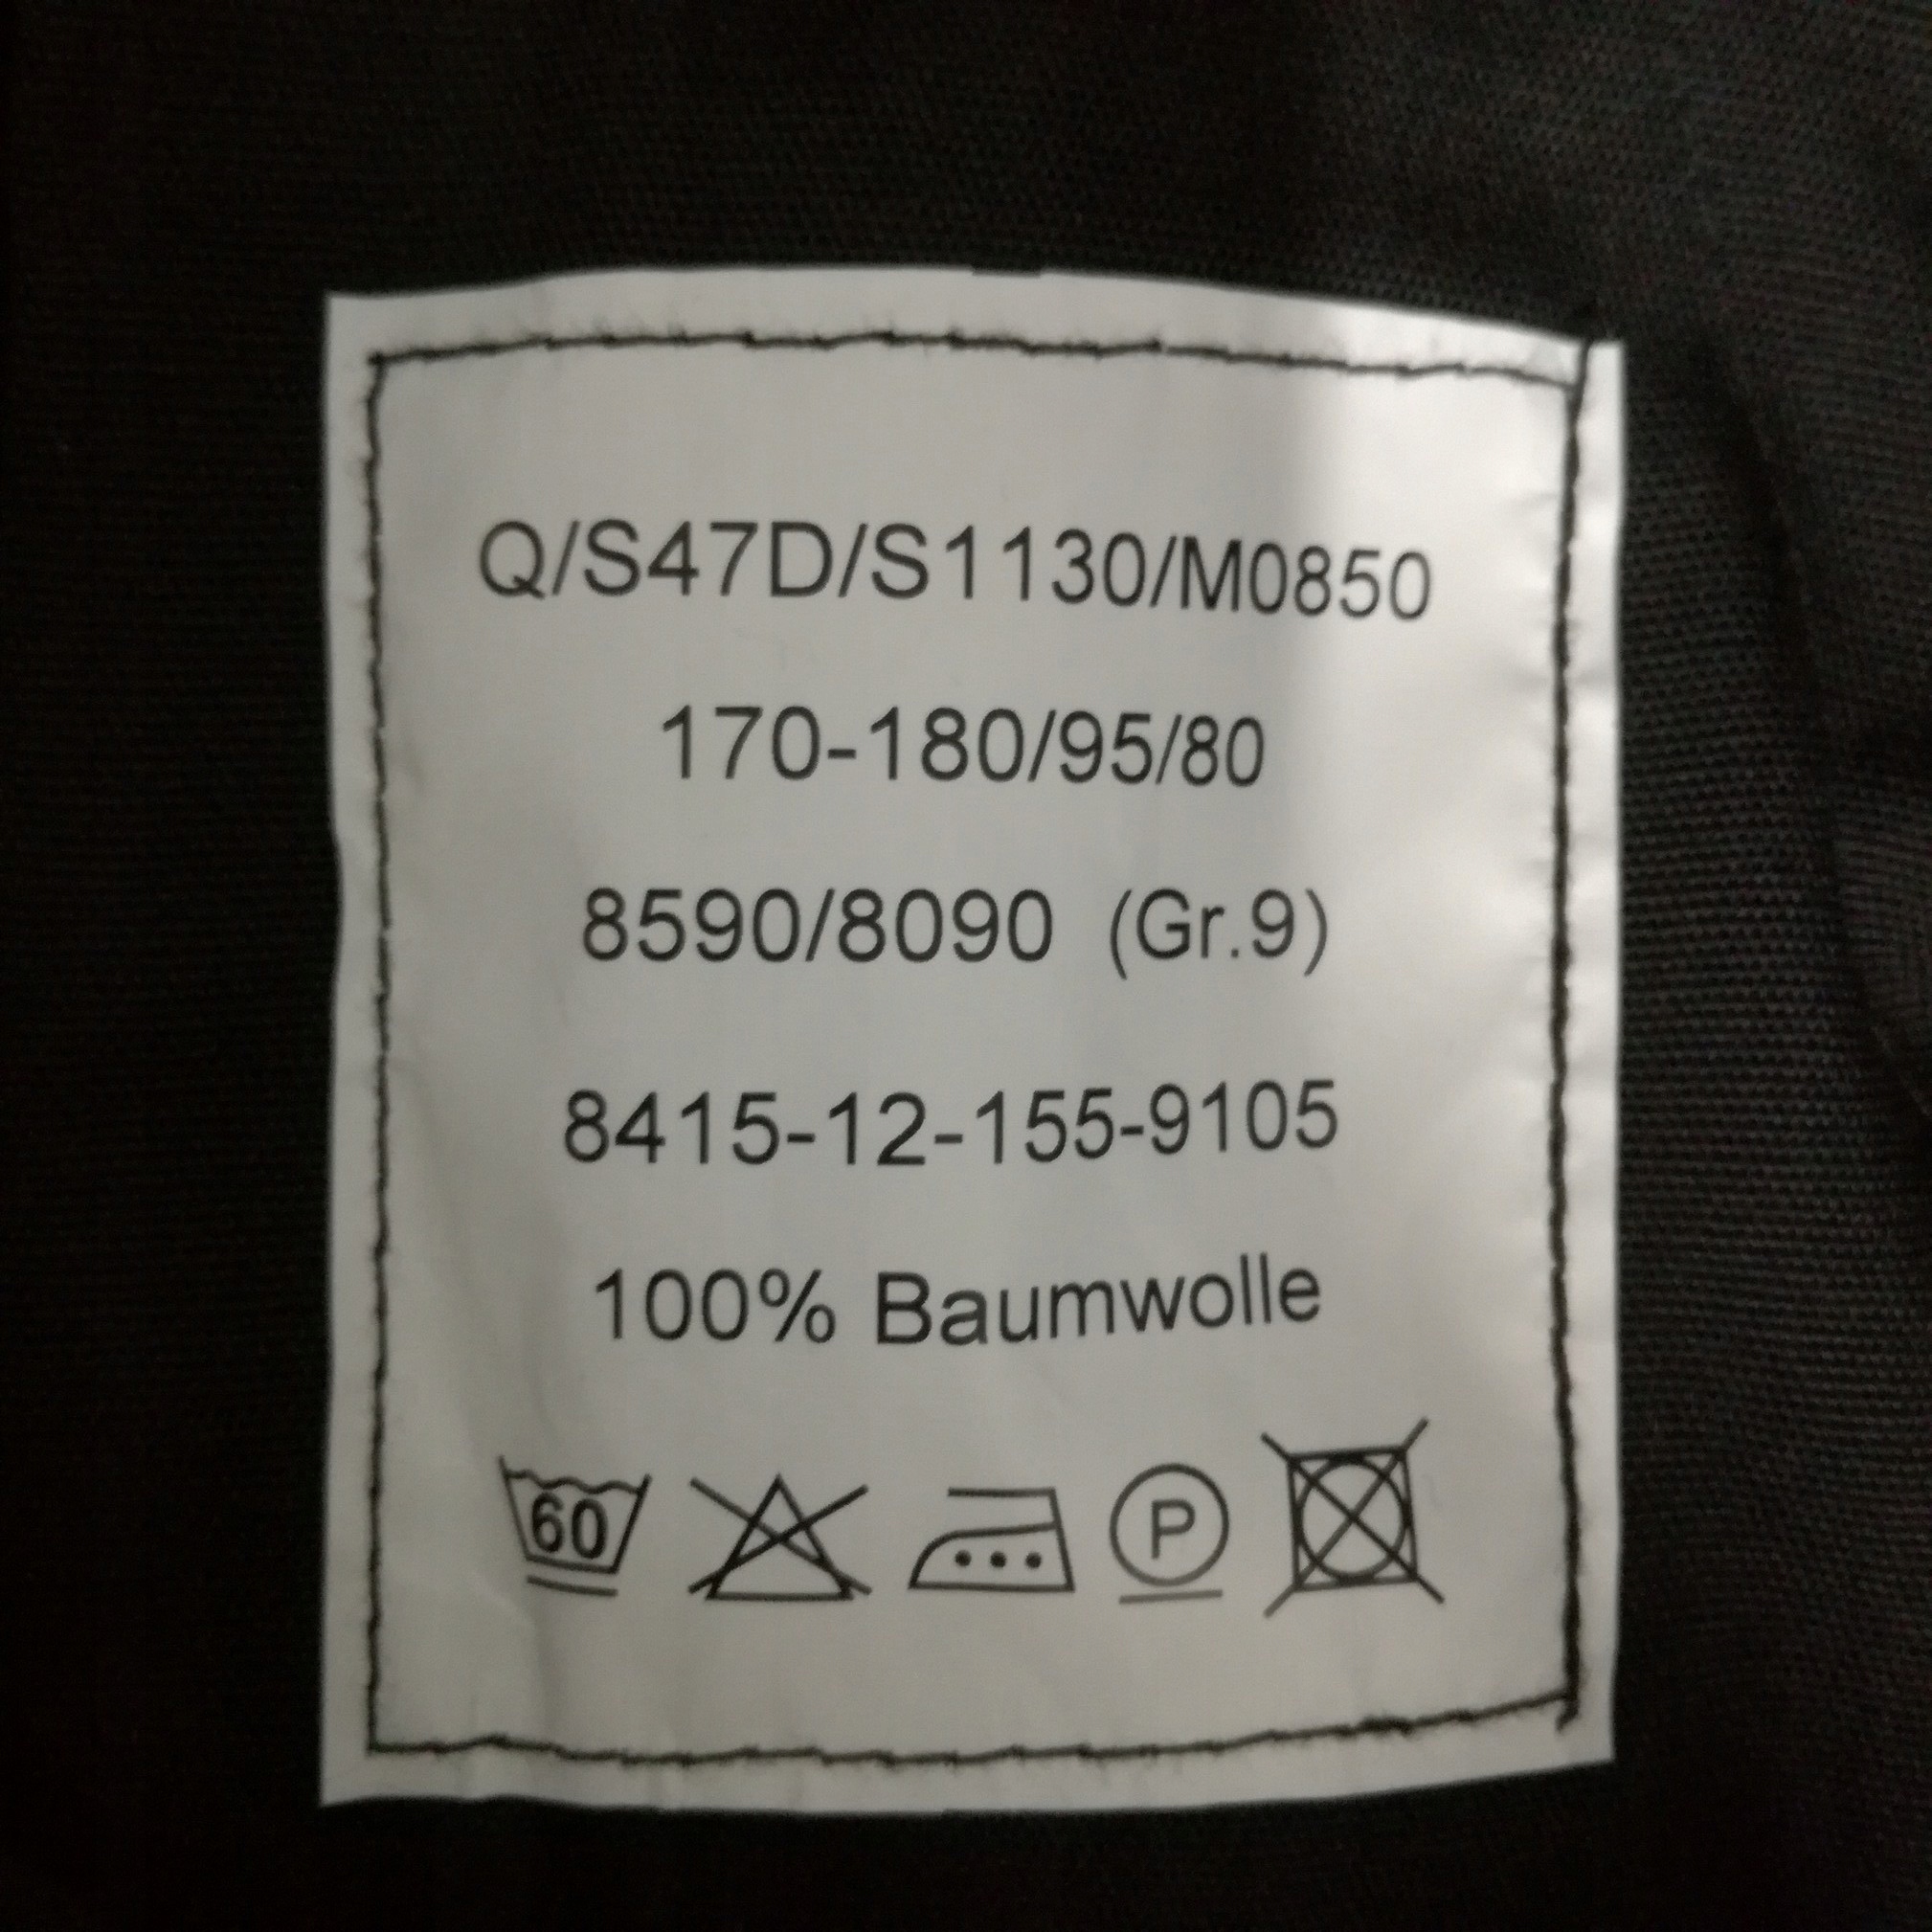 Q/S47D/S1130/M0850
170-180/95/80
8590/8090 (Gr.9)
8415-12-155-9105
100% Baumwolle
60 P